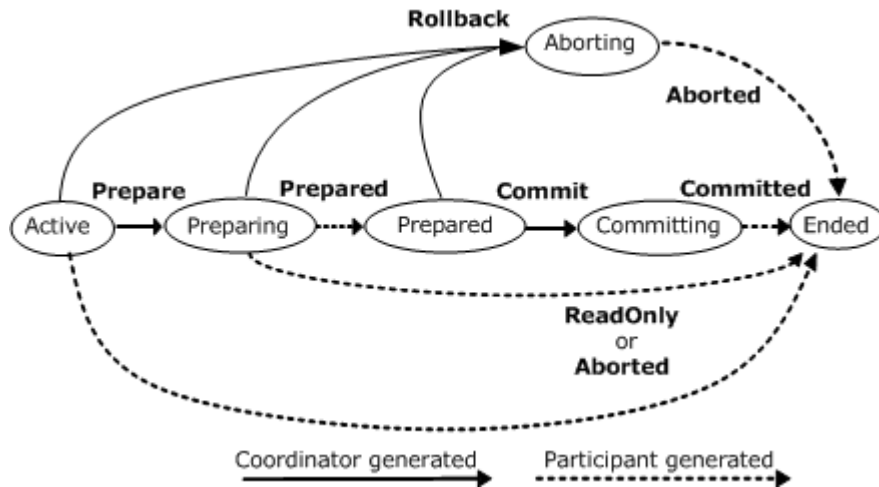 Rollback
Aborting
Aborted
Prepare
Prepared
Commit
Committed
Active
Preparing
Prepared
Committing
Ended
ReadOnly
or
Aborted
Coordinator generated
Participant generated